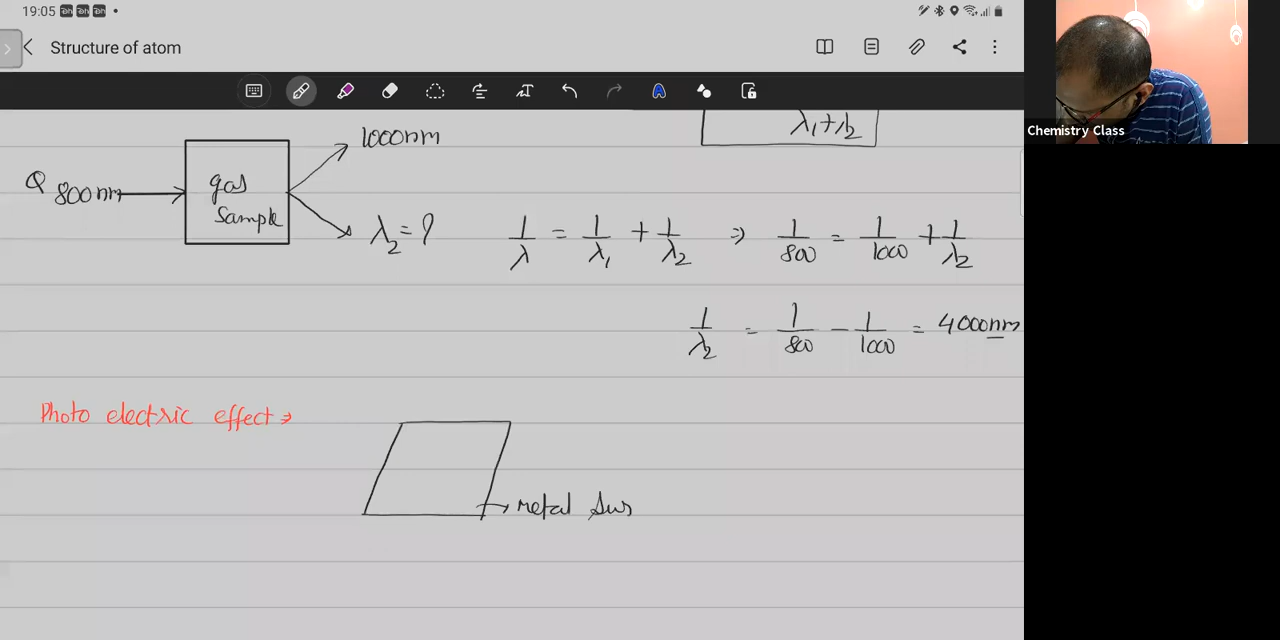 19:05
Structure of atom
Chemistry Class
λ₁+λ₂
1000nm
Q 800nm
gas
sample
λ₂ = ?
1/λ = 1/λ₁ + 1/λ₂ ⇒ 1/800 = 1/1000 + 1/λ₂
1/λ₂ = 1/800 − 1/1000 = 4000nm
Photo electric effect ⇒
→ metal Sur